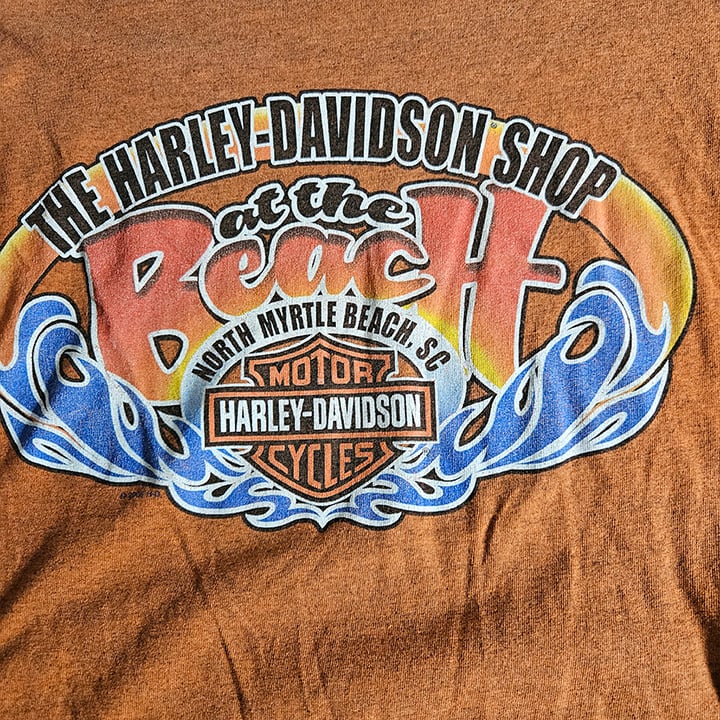 THE HARLEY-DAVIDSON SHOP
at the
BeacH
NORTH MYRTLE BEACH, SC
MOTOR
HARLEY-DAVIDSON
CYCLES